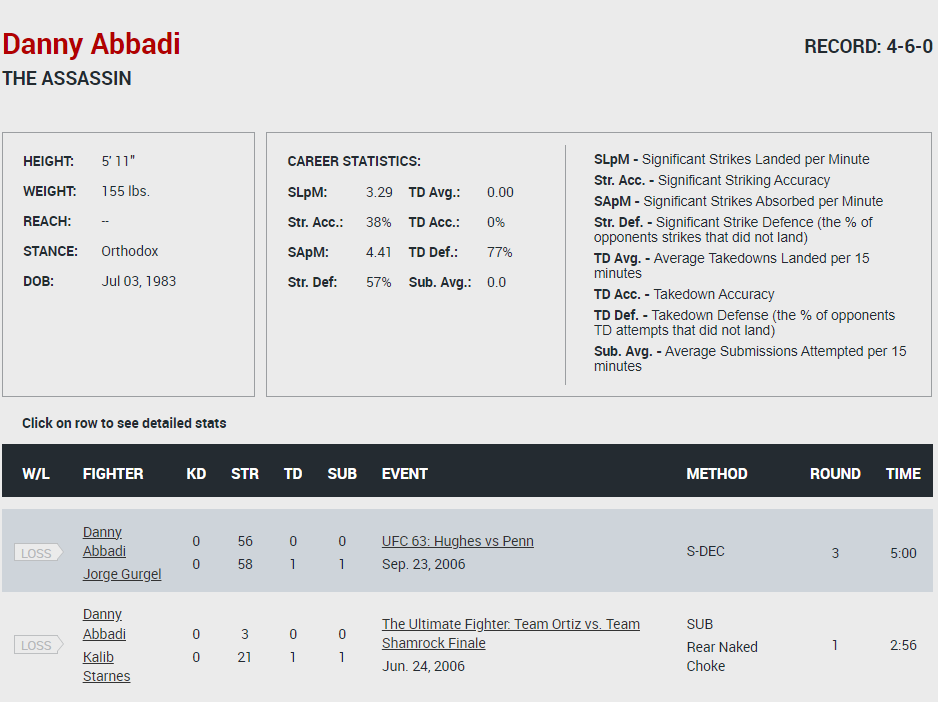 Danny Abbadi
RECORD: 4-6-0
THE ASSASSIN
HEIGHT: 5' 11"
WEIGHT: 155 lbs.
REACH: --
STANCE: Orthodox
DOB: Jul 03, 1983
CAREER STATISTICS:
SLpM: 3.29 TD Avg.: 0.00
Str. Acc.: 38% TD Acc.: 0%
SApM: 4.41 TD Def.: 77%
Str. Def: 57% Sub. Avg.: 0.0
SLpM - Significant Strikes Landed per Minute
Str. Acc. - Significant Striking Accuracy
SApM - Significant Strikes Absorbed per Minute
Str. Def. - Significant Strike Defence (the % of
opponents strikes that did not land)
TD Avg. - Average Takedowns Landed per 15
minutes
TD Acc. - Takedown Accuracy
TD Def. - Takedown Defense (the % of opponents
TD attempts that did not land)
Sub. Avg. - Average Submissions Attempted per 15
minutes
Click on row to see detailed stats
W/L FIGHTER KD STR TD SUB EVENT METHOD ROUND TIME
LOSS
Danny
Abbadi
Jorge Gurgel
0 56 0 0
0 58 1 1
UFC 63: Hughes vs Penn
Sep. 23, 2006
S-DEC
3
5:00
LOSS
Danny
Abbadi
Kalib
Starnes
0 3 0 0
0 21 1 1
The Ultimate Fighter: Team Ortiz vs. Team
Shamrock Finale
Jun. 24, 2006
SUB
Rear Naked
Choke
1
2:56